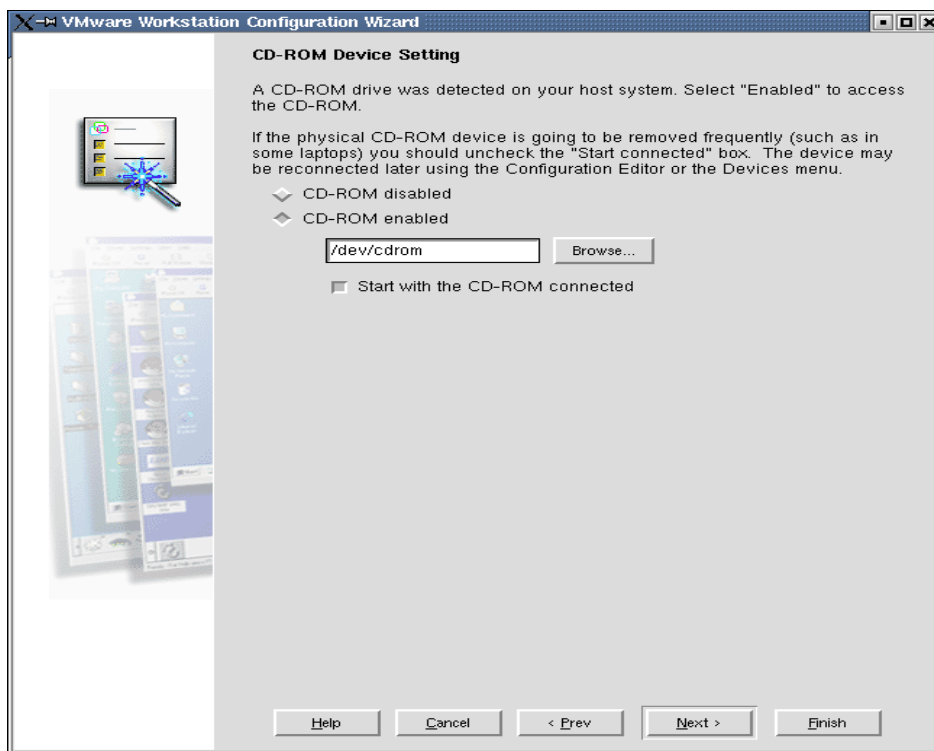 VMware Workstation Configuration Wizard
CD-ROM Device Setting
A CD-ROM drive was detected on your host system. Select "Enabled" to access
the CD-ROM.
If the physical CD-ROM device is going to be removed frequently (such as in
some laptops) you should uncheck the "Start connected" box. The device may
be reconnected later using the Configuration Editor or the Devices menu.
CD-ROM disabled
CD-ROM enabled
/dev/cdrom Browse...
Start with the CD-ROM connected
Help Cancel < Prev Next > Finish